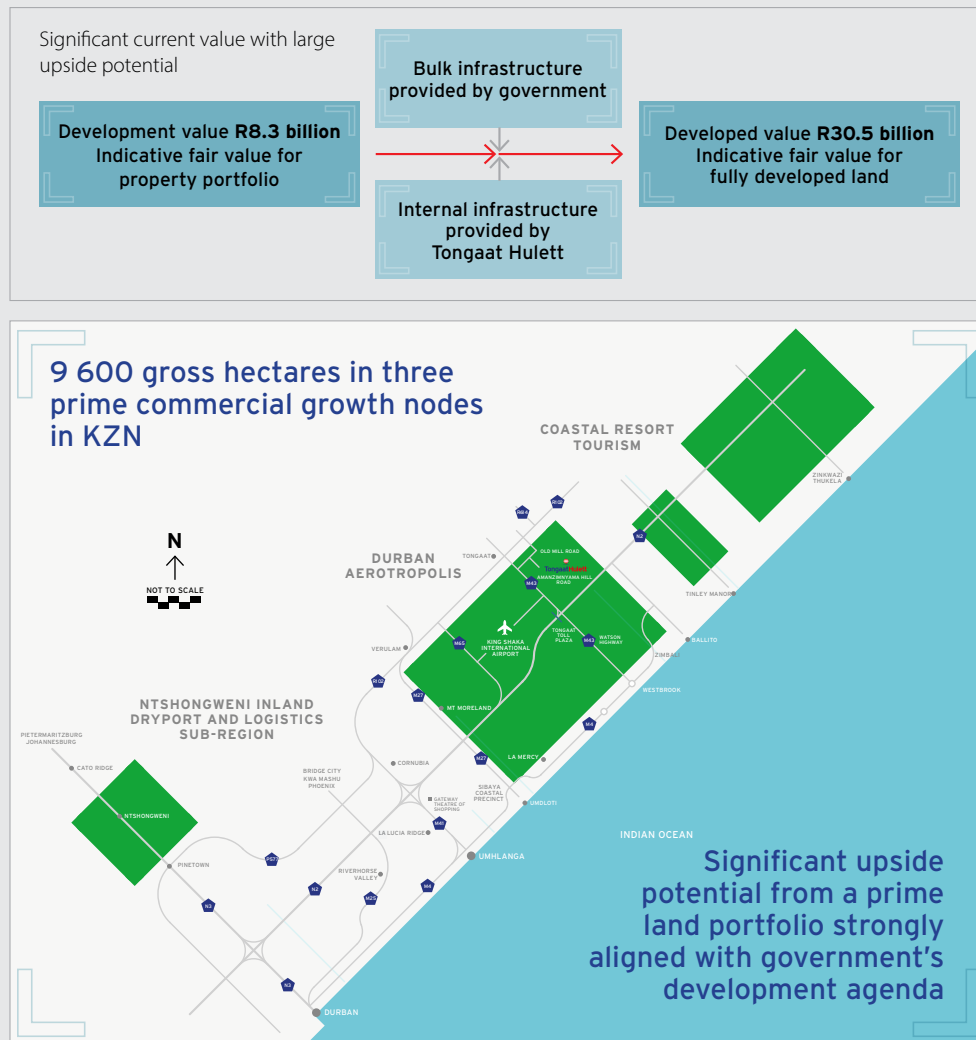 Significant current value with large
upside potential
Development value R8.3 billion
Indicative fair value for
property portfolio
Bulk infrastructure
provided by government
Internal infrastructure
provided by
Tongaat Hulett
Developed value R30.5 billion
Indicative fair value for
fully developed land
9 600 gross hectares in three
prime commercial growth nodes
in KZN
N
NOT TO SCALE
COASTAL RESORT
TOURISM
ZINKWAZI
THUKELA
R614
R102
N2
DURBAN
AEROTROPOLIS
TONGAAT
OLD MILL ROAD
TongaatHulett
AMANZIMNYAMA HILL
ROAD
M43
TINLEY MANOR
KING SHAKA
INTERNATIONAL
AIRPORT
TONGAAT
TOLL
PLAZA
M43
WATSON
HIGHWAY
BALLITO
ZIMBALI
M65
VERULAM
R102
M27
WESTBROOK
MT MORELAND
M4
NTSHONGWENI INLAND
DRYPORT AND LOGISTICS
SUB-REGION
PIETERMARITZBURG
JOHANNESBURG
CATO RIDGE
NTSHONGWENI
PINETOWN
BRIDGE CITY
KWA MASHU
PHOENIX
CORNUBIA
M27
LA MERCY
SIBAYA
COASTAL
PRECINCT
UMDLOTI
GATEWAY
THEATRE OF
SHOPPING
M41
LA LUCIA RIDGE
UMHLANGA
RIVERHORSE
VALLEY
N2
M25
M4
N3
N3
DURBAN
INDIAN OCEAN
Significant upside
potential from a prime
land portfolio strongly
aligned with government's
development agenda